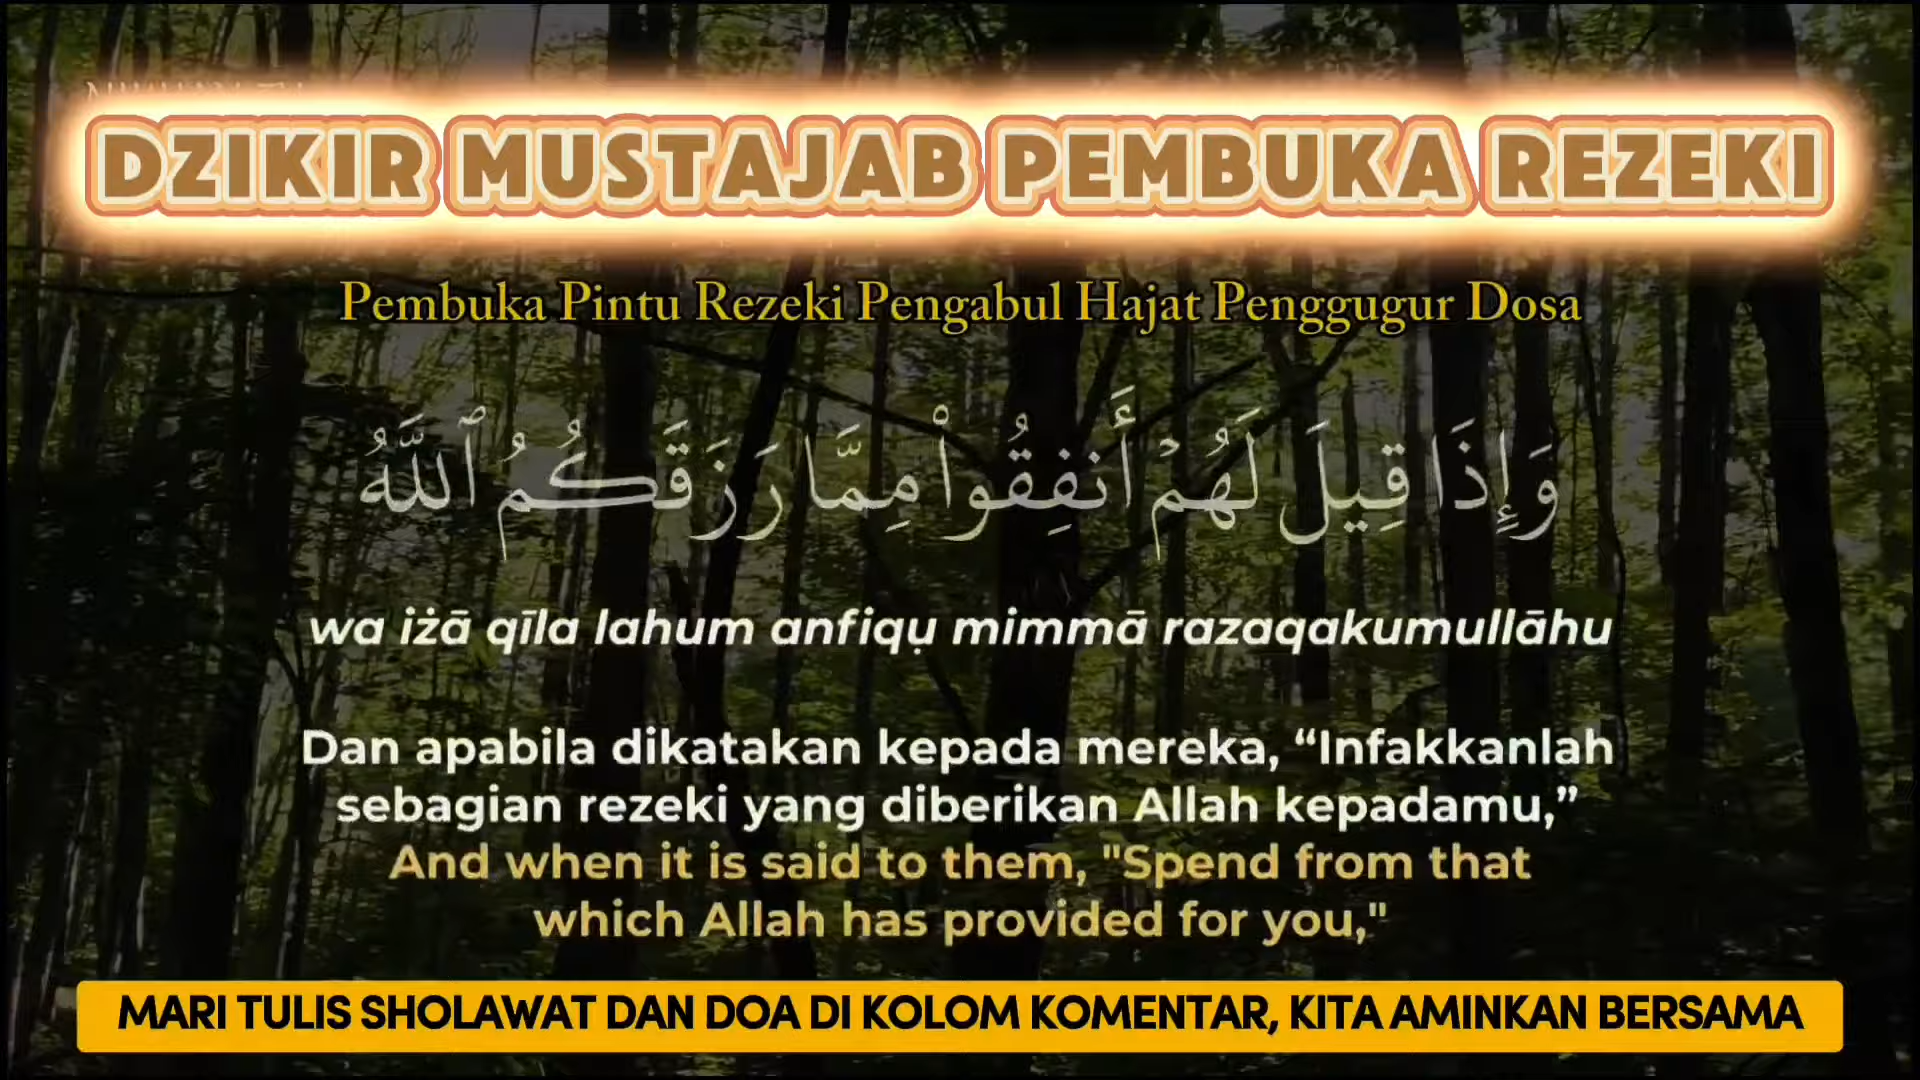 DZIKIR MUSTAJAB PEMBUKA REZEKI
Pembuka Pintu Rezeki Pengabul Hajat Penggugur Dosa
وَإِذَا قِيلَ لَهُمْ أَنفِقُوا۟ مِمَّا رَزَقَكُمُ ٱللَّهُ
wa iżā qīla lahum anfiqụ mimmā razaqakumullāhu
Dan apabila dikatakan kepada mereka, “Infakkanlah
sebagian rezeki yang diberikan Allah kepadamu,”
And when it is said to them, "Spend from that
which Allah has provided for you,"
MARI TULIS SHOLAWAT DAN DOA DI KOLOM KOMENTAR, KITA AMINKAN BERSAMA